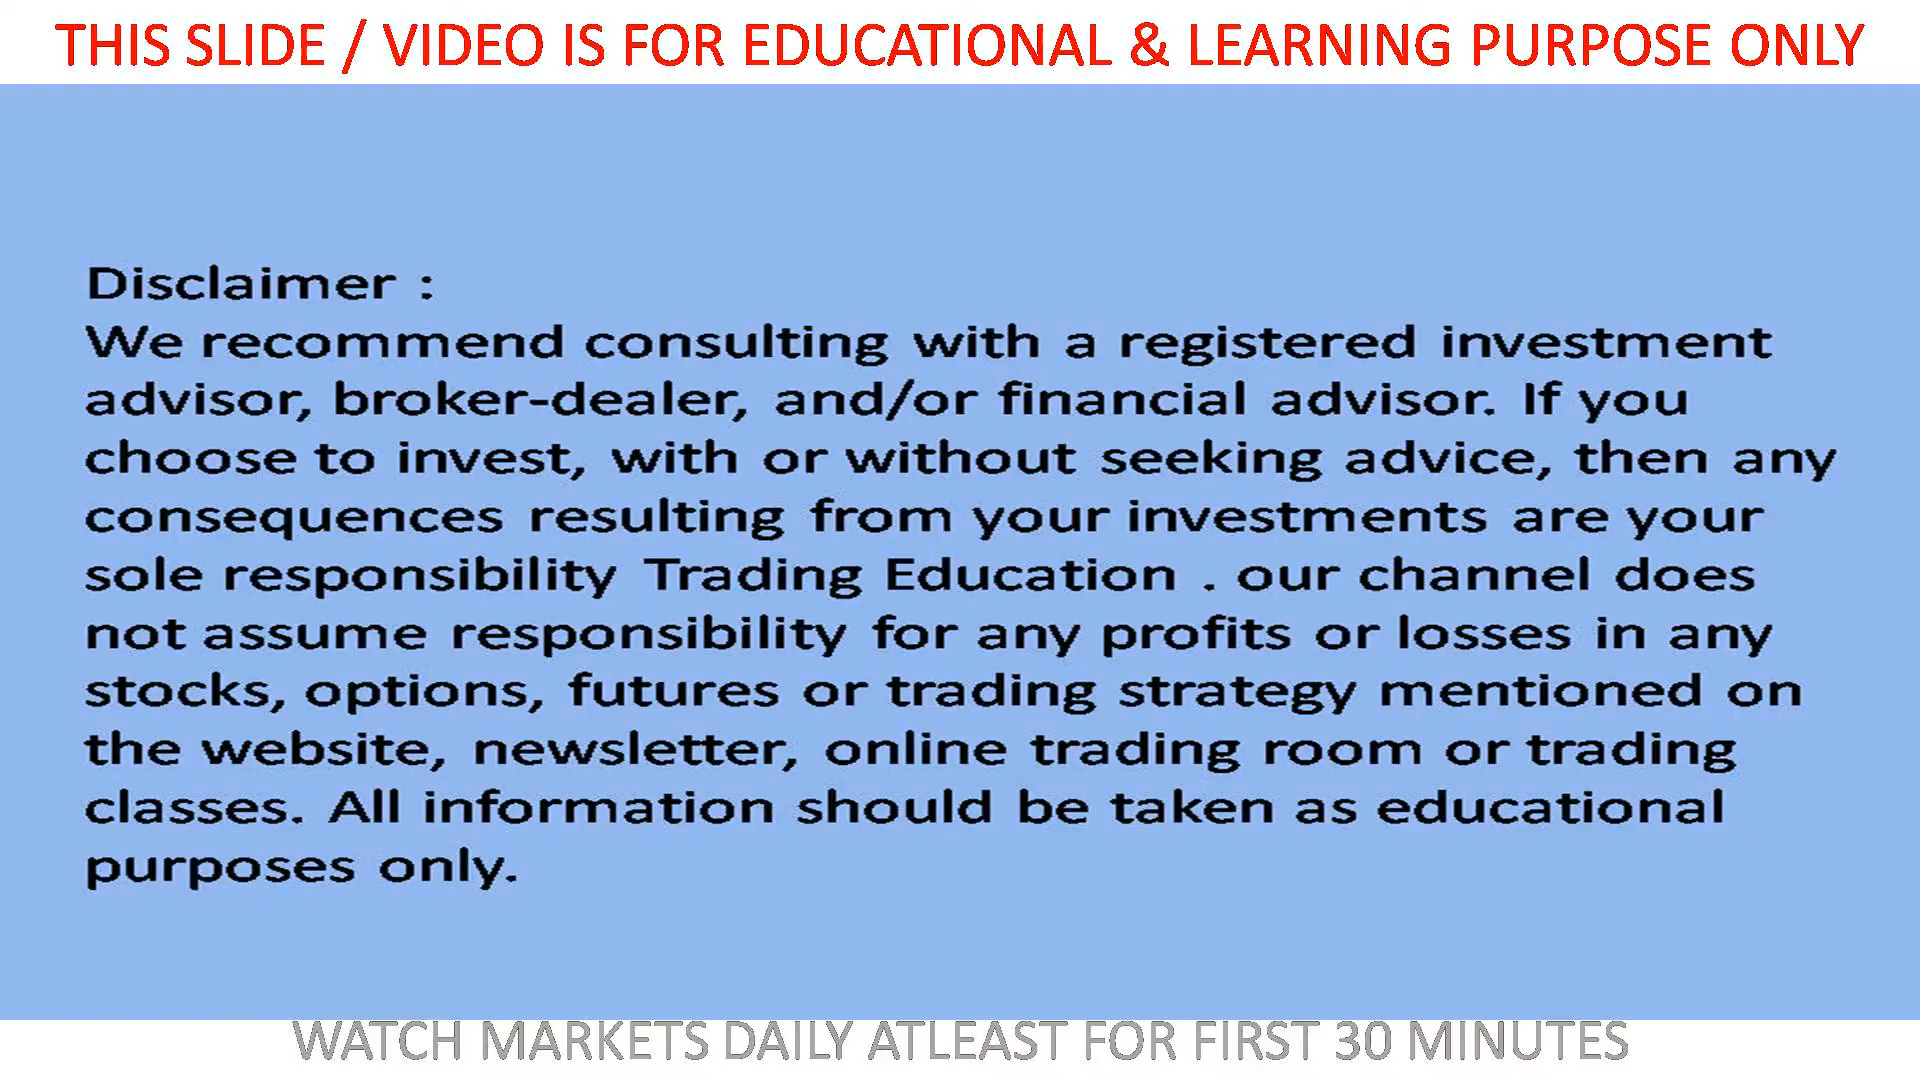 THIS SLIDE / VIDEO IS FOR EDUCATIONAL & LEARNING PURPOSE ONLY
Disclaimer :
We recommend consulting with a registered investment
advisor, broker-dealer, and/or financial advisor. If you
choose to invest, with or without seeking advice, then any
consequences resulting from your investments are your
sole responsibility Trading Education . our channel does
not assume responsibility for any profits or losses in any
stocks, options, futures or trading strategy mentioned on
the website, newsletter, online trading room or trading
classes. All information should be taken as educational
purposes only.
WATCH MARKETS DAILY ATLEAST FOR FIRST 30 MINUTES